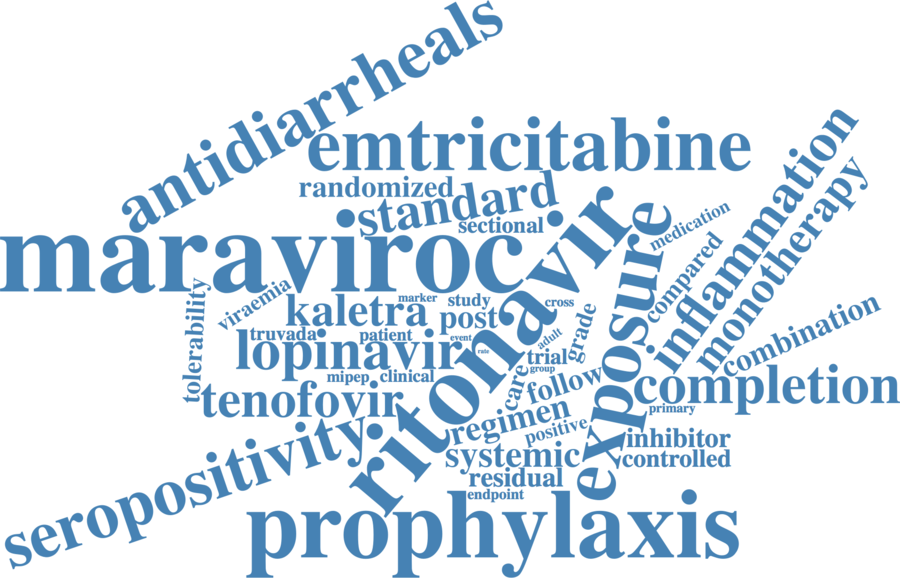 antidiarrheals
emtricitabine
randomized
standard
sectional
maraviroc
ritonavir
exposure
medication
compared
inflammation
monotherapy
combination
tolerability
viraemia
kaletra
marker
study
cross
post
truvada
patient
event
adult
grade
lopinavir
rate
trial
group
mipep
clinical
care
follow
completion
tenofovir
primary
regimen
positive
inhibitor
seropositivity
systemic
controlled
residual
endpoint
prophylaxis